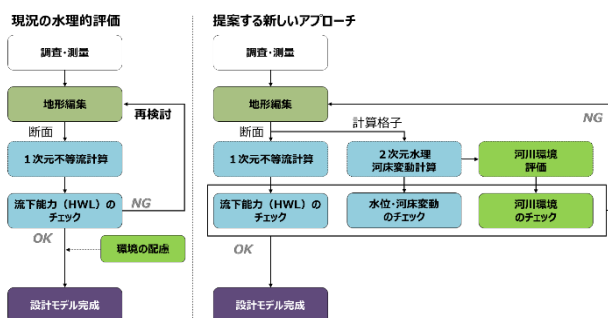 現況の水理的評価
調査・測量
地形編集
再検討
断面
1次元不等流計算
流下能力（HWL）の
チェック
NG
OK
環境の配慮
設計モデル完成
提案する新しいアプローチ
調査・測量
地形編集
NG
断面
計算格子
1次元不等流計算
2次元水理
河床変動計算
河川環境
評価
流下能力（HWL）の
チェック
水位・河床変動
のチェック
河川環境
のチェック
OK
設計モデル完成